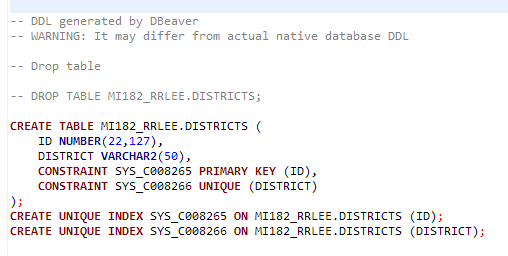 -- DDL generated by DBeaver
-- WARNING: It may differ from actual native database DDL
-- Drop table
-- DROP TABLE MI182_RRLEE.DISTRICTS;
CREATE TABLE MI182_RRLEE.DISTRICTS (
ID NUMBER(22,127),
DISTRICT VARCHAR2(50),
CONSTRAINT SYS_C008265 PRIMARY KEY (ID),
CONSTRAINT SYS_C008266 UNIQUE (DISTRICT)
);
CREATE UNIQUE INDEX SYS_C008265 ON MI182_RRLEE.DISTRICTS (ID);
CREATE UNIQUE INDEX SYS_C008266 ON MI182_RRLEE.DISTRICTS (DISTRICT);